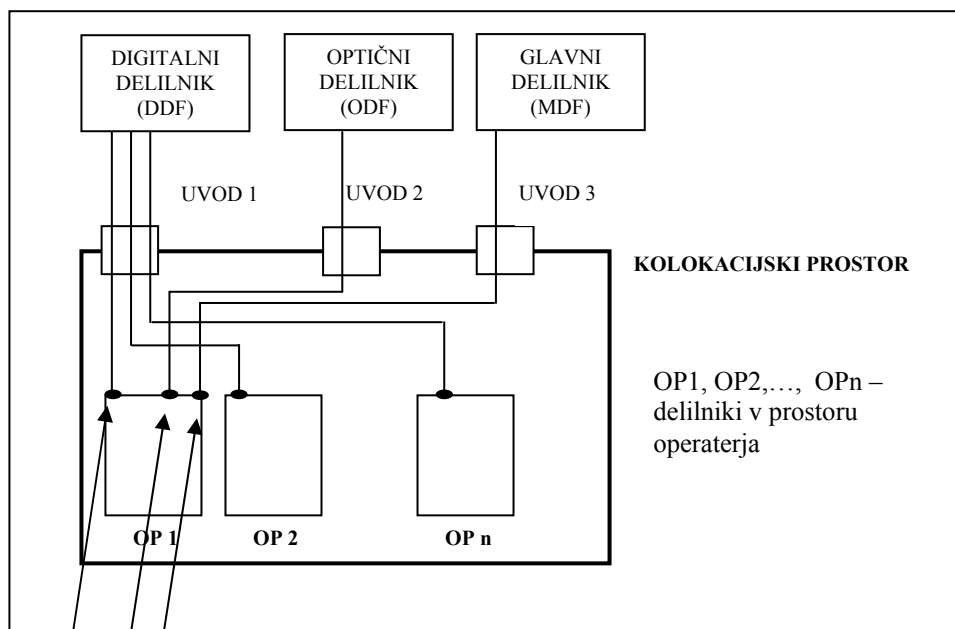 DIGITALNI
DELILNIK
(DDF)
OPTIČNI
DELILNIK
(ODF)
GLAVNI
DELILNIK
(MDF)
UVOD 1
UVOD 2
UVOD 3
KOLOKACIJSKI PROSTOR
OP1, OP2,…, OPn –
delilniki v prostoru
operaterja
OP 1
OP 2
OP n